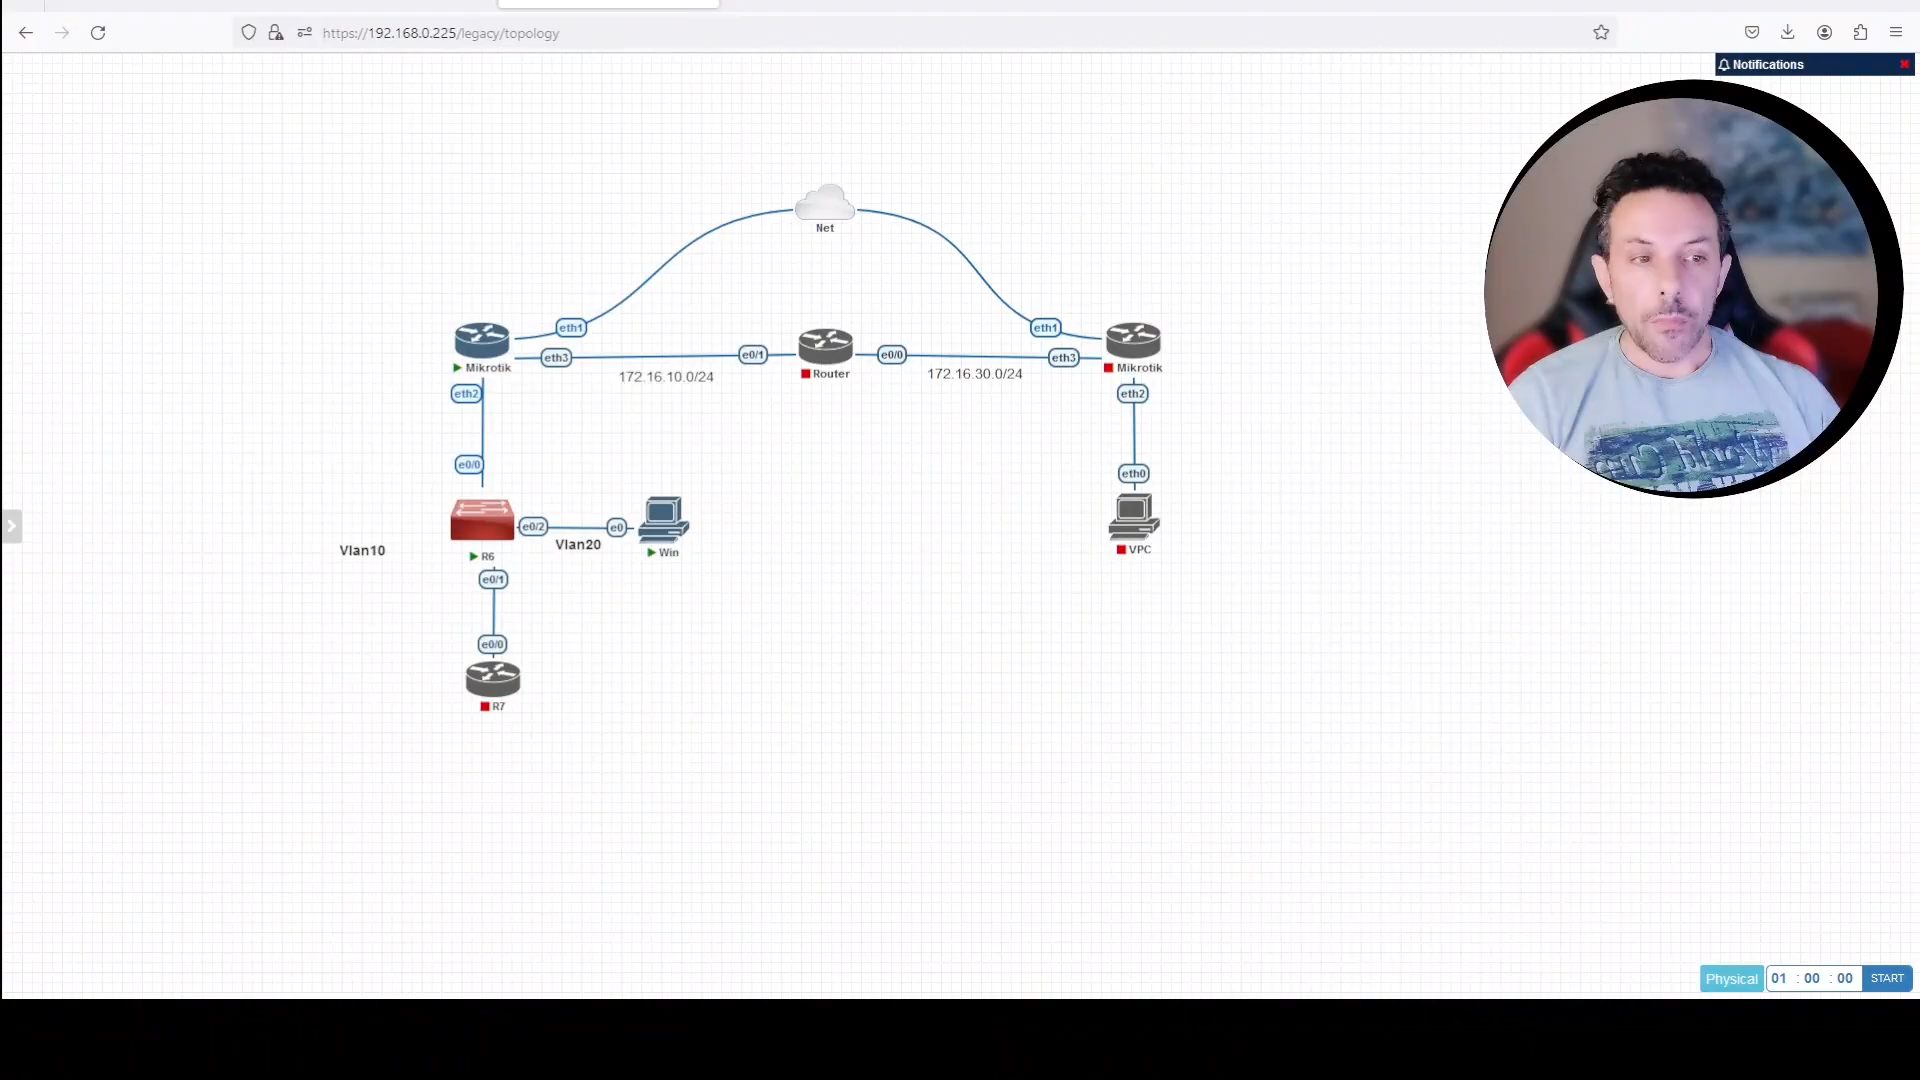 https://192.168.0.225/legacy/topology
Notifications
Net
eth1
eth1
eth3
e0/1
e0/0
eth3
Mikrotik
172.16.10.0/24
Router
172.16.30.0/24
Mikrotik
eth2
eth2
e0/0
eth0
e0/2
e0
Vlan10
R6
Vlan20
Win
VPC
e0/1
e0/0
R7
Physical
01 : 00 : 00
START